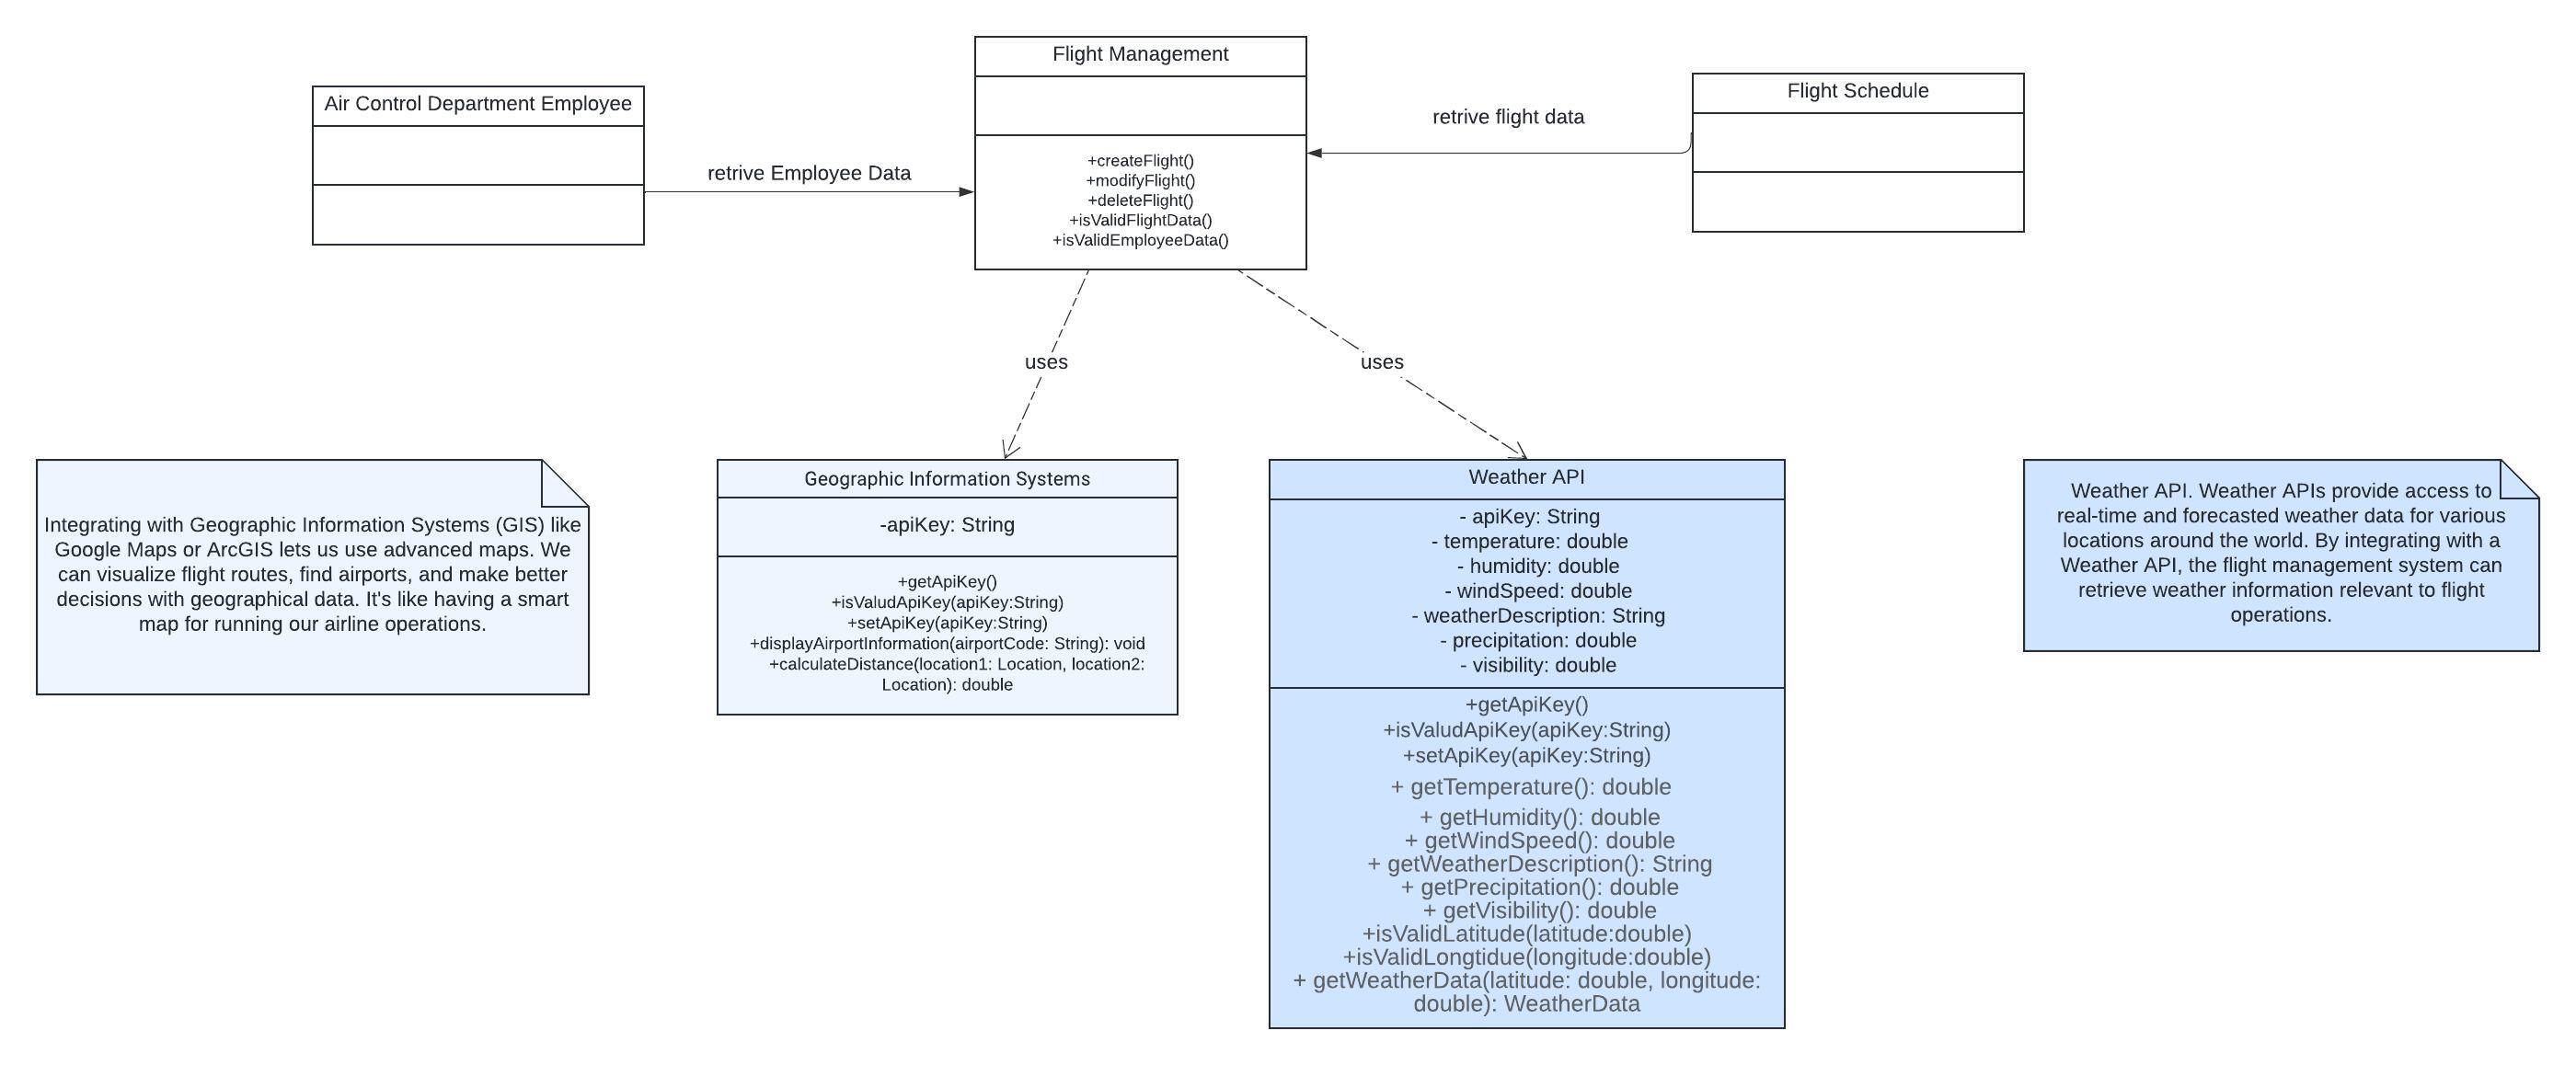 Flight Management
+createFlight()
+modifyFlight()
+deleteFlight()
+isValidFlightData()
+isValidEmployeeData()
Air Control Department Employee
retrive Employee Data
Flight Schedule
retrive flight data
uses
uses
Integrating with Geographic Information Systems (GIS) like
Google Maps or ArcGIS lets us use advanced maps. We
can visualize flight routes, find airports, and make better
decisions with geographical data. It's like having a smart
map for running our airline operations.
Geographic Information Systems
-apiKey: String
+getApiKey()
+isValudApiKey(apiKey:String)
+setApiKey(apiKey:String)
+displayAirportInformation(airportCode: String): void
+calculateDistance(location1: Location, location2:
Location): double
Weather API
- apiKey: String
- temperature: double
- humidity: double
- windSpeed: double
- weatherDescription: String
- precipitation: double
- visibility: double
+getApiKey()
+isValudApiKey(apiKey:String)
+setApiKey(apiKey:String)
+ getTemperature(): double
+ getHumidity(): double
+ getWindSpeed(): double
+ getWeatherDescription(): String
+ getPrecipitation(): double
+ getVisibility(): double
+isValidLatitude(latitude:double)
+isValidLongtidue(longitude:double)
+ getWeatherData(latitude: double, longitude:
double): WeatherData
Weather API. Weather APIs provide access to
real-time and forecasted weather data for various
locations around the world. By integrating with a
Weather API, the flight management system can
retrieve weather information relevant to flight
operations.